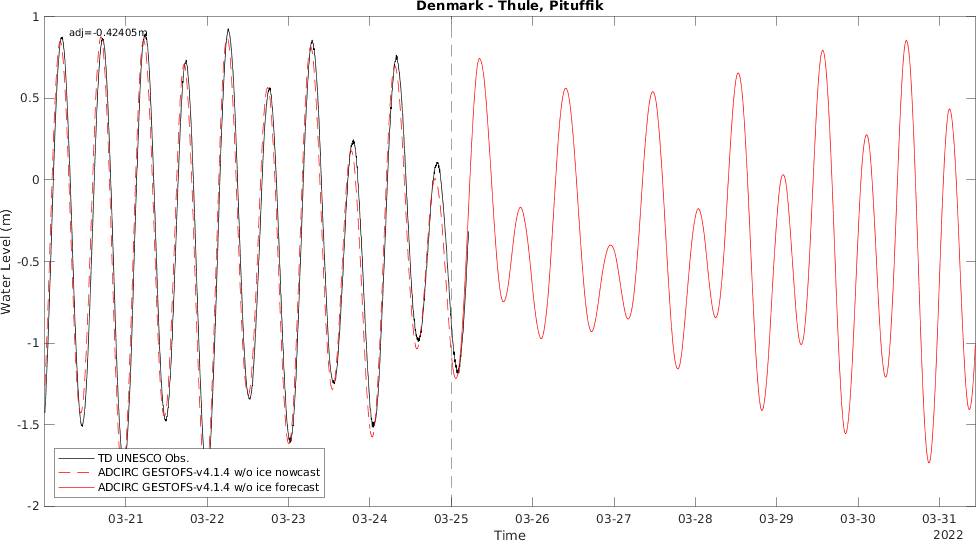 Denmark - Thule, Pituffik
adj=-0.42405m
1
0.5
0
-0.5
-1
-1.5
-2
Water Level (m)
TD UNESCO Obs.
ADCIRC GESTOFS-v4.1.4 w/o ice nowcast
ADCIRC GESTOFS-v4.1.4 w/o ice forecast
03-21 03-22 03-23 03-24 03-25 03-26 03-27 03-28 03-29 03-30 03-31
Time
2022